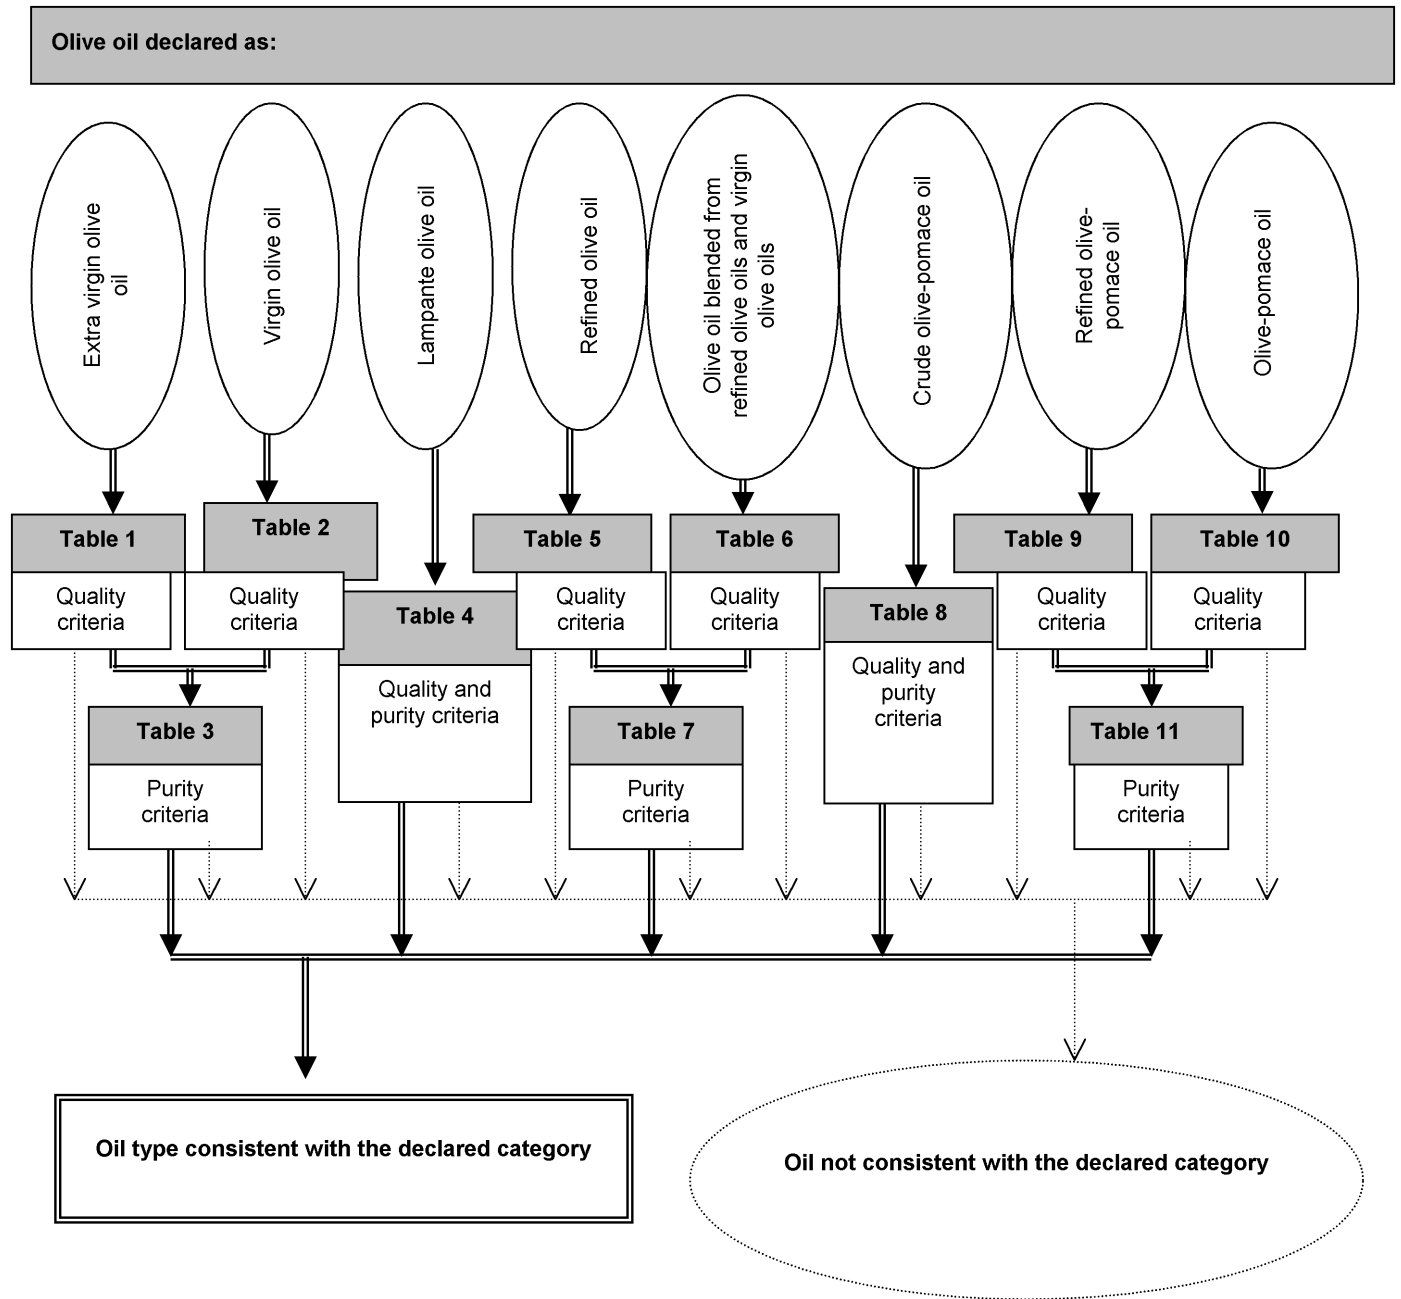 Olive oil declared as:
Extra virgin olive
oil
Virgin olive oil
Lampante olive oil
Refined olive oil
Olive oil blended from
refined olive oils and virgin
olive oils
Crude olive-pomace oil
Refined olive-
pomace oil
Olive-pomace oil
Table 1
Quality
criteria
Table 2
Quality
criteria
Table 3
Purity
criteria
Table 4
Quality and
purity criteria
Table 5
Quality
criteria
Table 6
Quality
criteria
Table 7
Purity
criteria
Table 8
Quality and
purity
criteria
Table 9
Quality
criteria
Table 10
Quality
criteria
Table 11
Purity
criteria
Oil type consistent with the declared category
Oil not consistent with the declared category